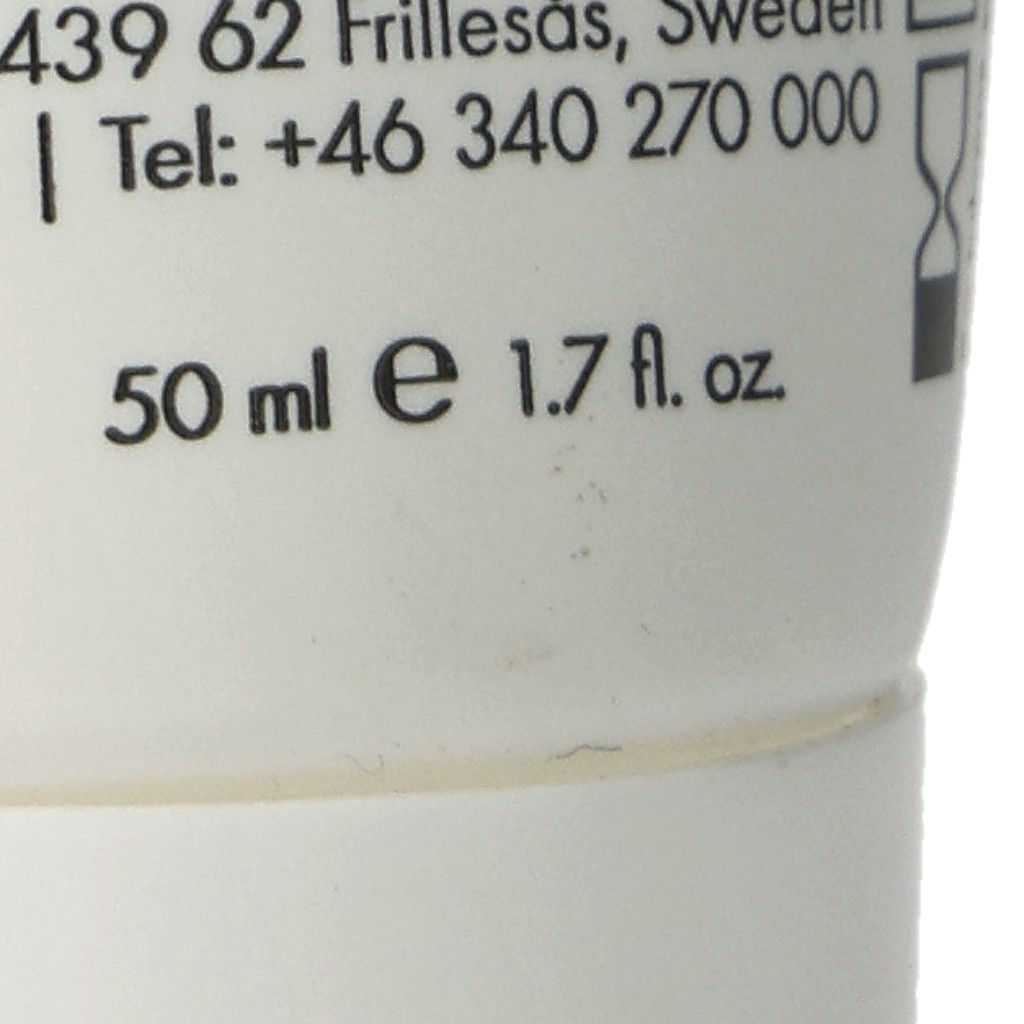 439 62 Frillesås, Sweden
| Tel: +46 340 270 000
50 ml e 1.7 fl. oz.